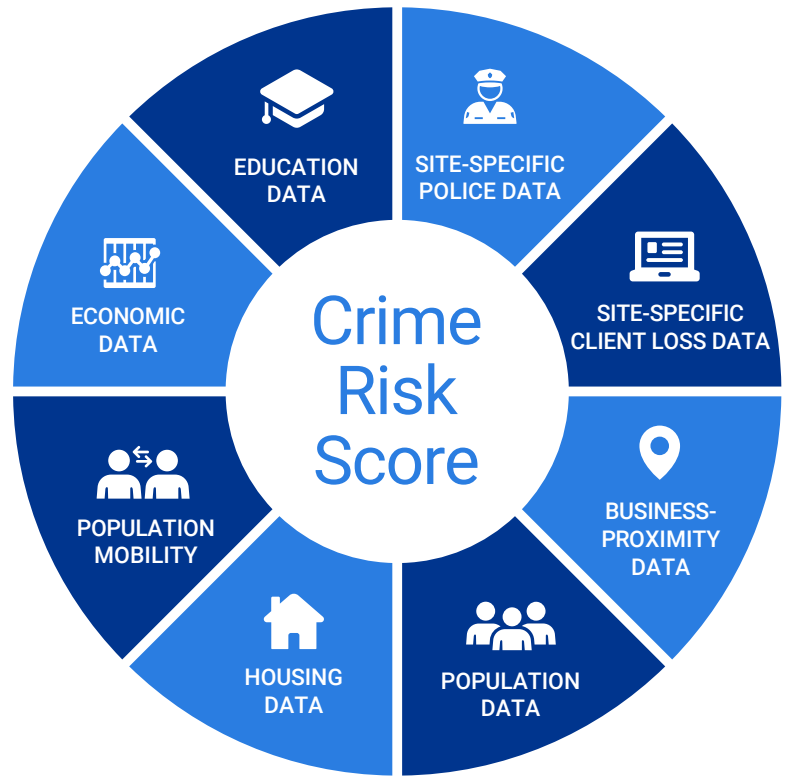 EDUCATION
DATA
SITE-SPECIFIC
POLICE DATA
SITE-SPECIFIC
CLIENT LOSS DATA
BUSINESS-
PROXIMITY
DATA
POPULATION
DATA
HOUSING
DATA
POPULATION
MOBILITY
ECONOMIC
DATA
Crime
Risk
Score